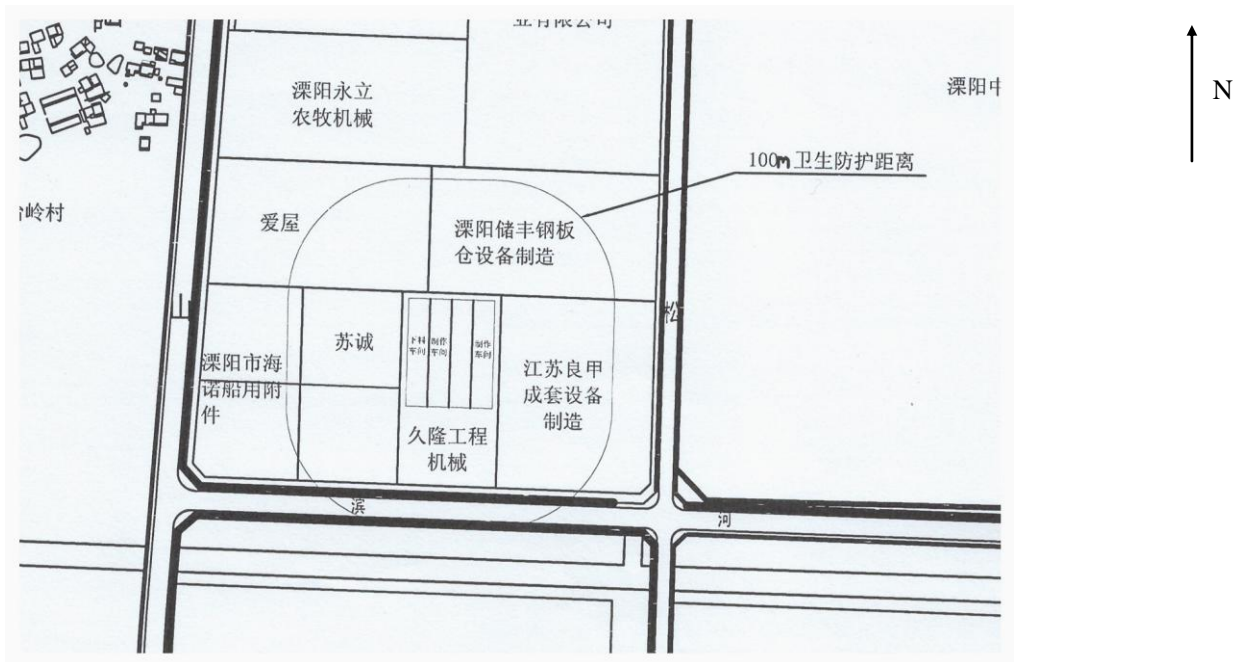 业有限公司
溧阳永立
农牧机械
溧阳中
N
100m 卫生防护距离
岭村
爱屋
溧阳储丰钢板
仓设备制造
山
松
苏诚
下料
车间
制作
车间
制作
车间
溧阳市海
诺船用附
件
江苏良甲
成套设备
制造
久隆工程
机械
滨
河